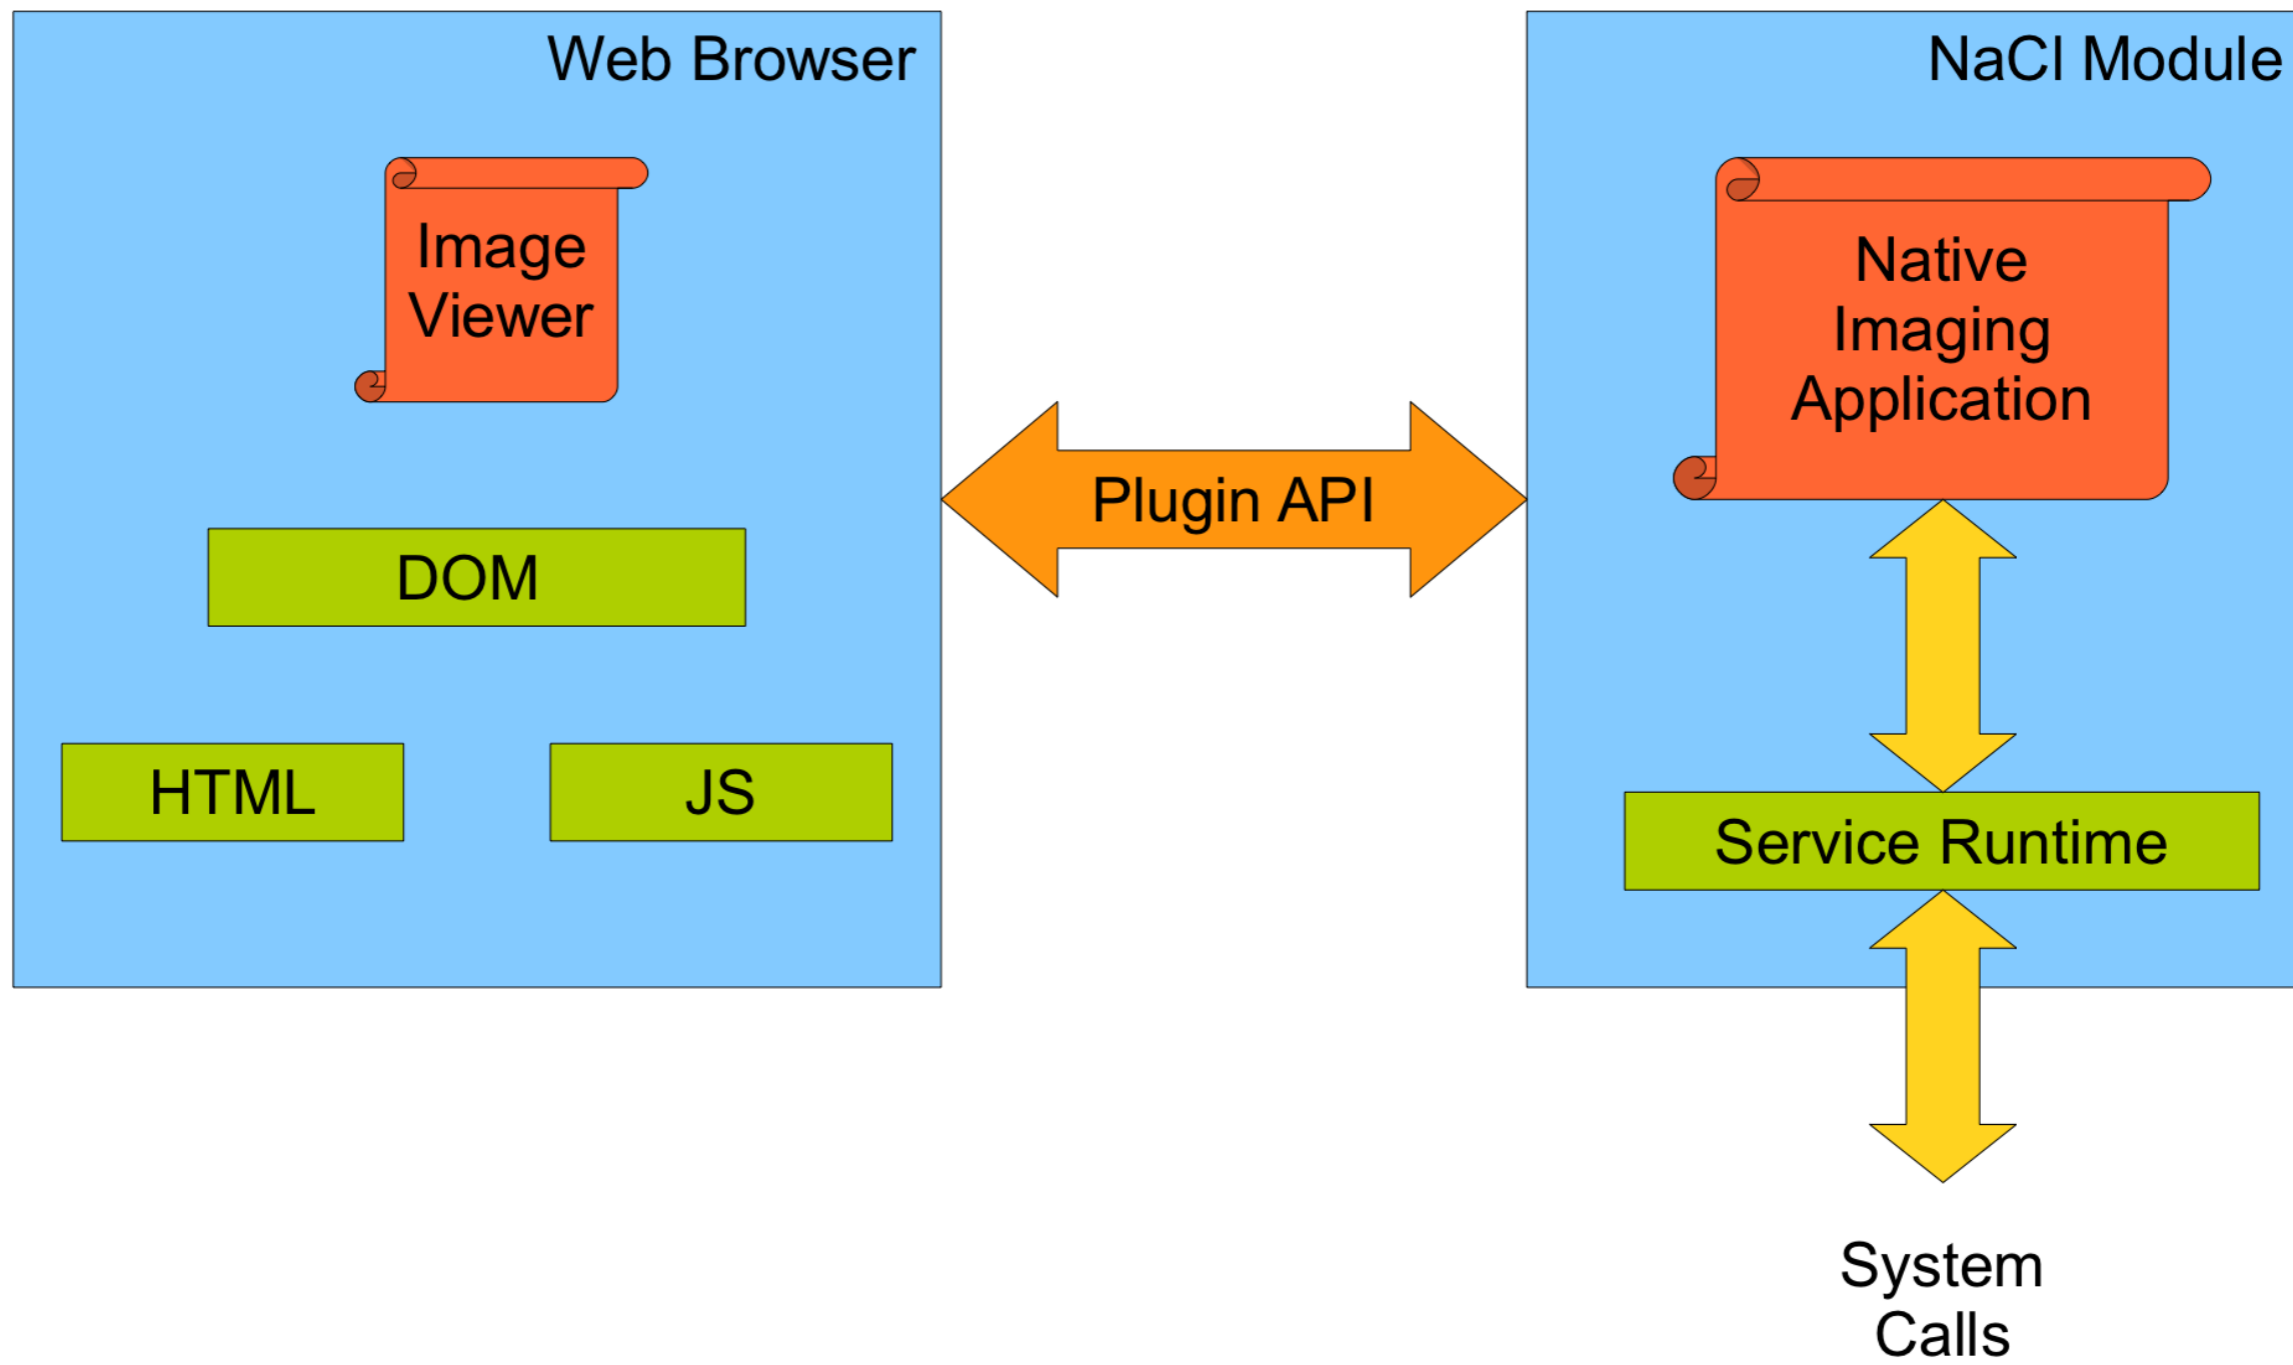 Web Browser
Image
Viewer
DOM
HTML
JS
Plugin API
NaCl Module
Native
Imaging
Application
Service Runtime
System
Calls